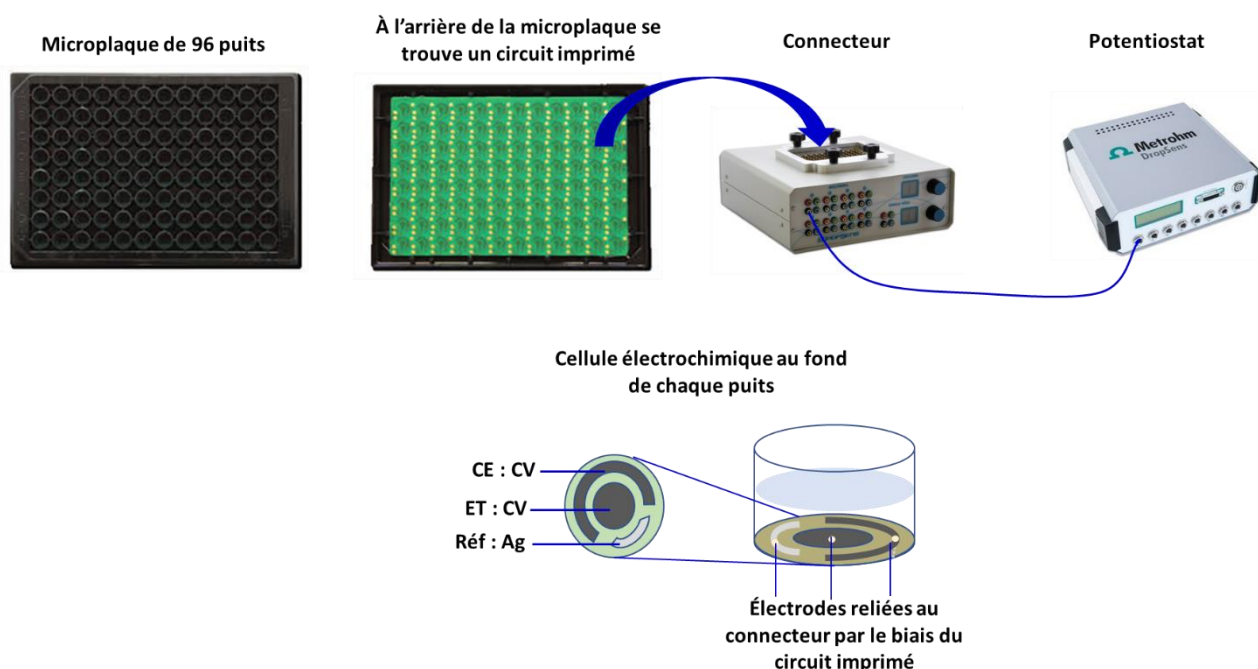 Microplaque de 96 puits
À l'arrière de la microplaque se
trouve un circuit imprimé
Connecteur
Potentiostat
Metrohm
DropSens
Cellule électrochimique au fond
de chaque puits
CE : CV
ET : CV
Réf : Ag
Électrodes reliées au
connecteur par le biais du
circuit imprimé